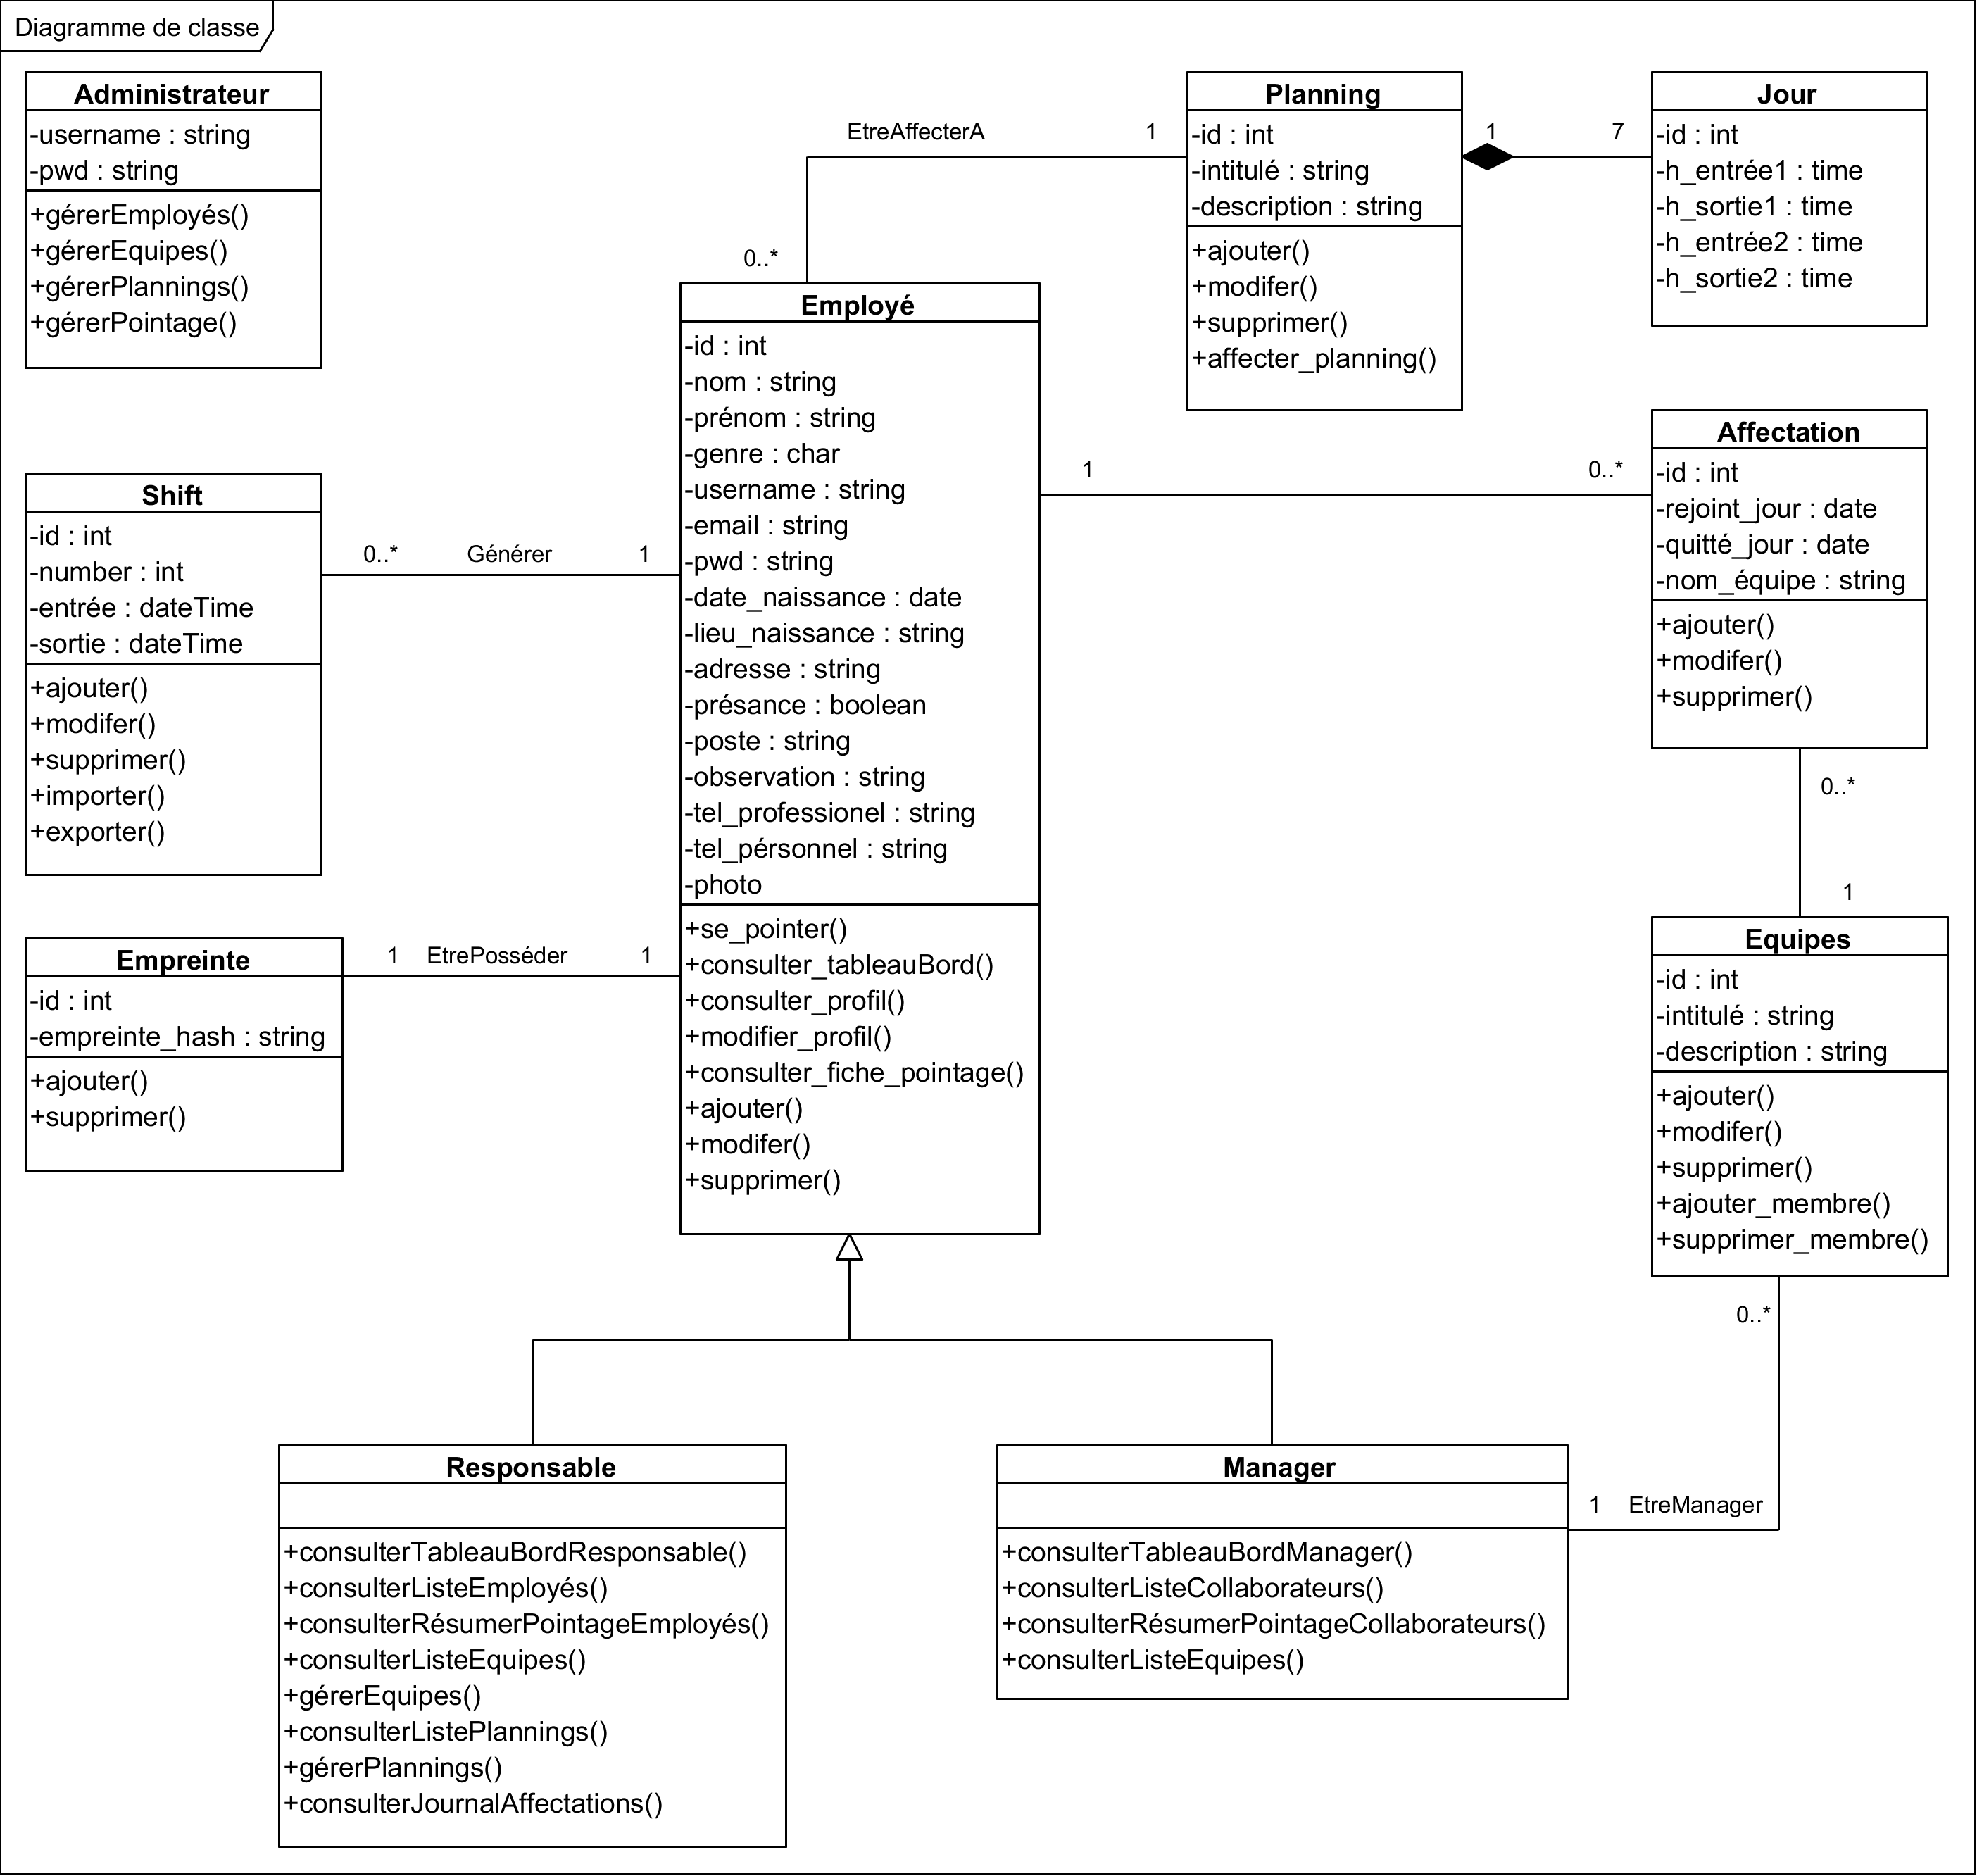 Diagramme de classe
Administrateur
-username : string
-pwd : string
+gérerEmployés()
+gérerEquipes()
+gérerPlannings()
+gérerPointage()
EtreAffecterA
1
0..*
Planning
-id : int
-intitulé : string
-description : string
+ajouter()
+modifer()
+supprimer()
+affecter_planning()
1
7
Jour
-id : int
-h_entrée1 : time
-h_sortie1 : time
-h_entrée2 : time
-h_sortie2 : time
Employé
-id : int
-nom : string
-prénom : string
-genre : char
-username : string
-email : string
-pwd : string
-date_naissance : date
-lieu_naissance : string
-adresse : string
-présance : boolean
-poste : string
-observation : string
-tel_professionel : string
-tel_pérsonnel : string
-photo
+se_pointer()
+consulter_tableauBord()
+consulter_profil()
+modifier_profil()
+consulter_fiche_pointage()
+ajouter()
+modifer()
+supprimer()
1
0..*
Affectation
-id : int
-rejoint_jour : date
-quitté_jour : date
-nom_équipe : string
+ajouter()
+modifer()
+supprimer()
0..*
1
Shift
-id : int
-number : int
-entrée : dateTime
-sortie : dateTime
+ajouter()
+modifer()
+supprimer()
+importer()
+exporter()
0..*
Générer
1
Empreinte
-id : int
-empreinte_hash : string
+ajouter()
+supprimer()
1
EtrePosséder
1
Equipes
-id : int
-intitulé : string
-description : string
+ajouter()
+modifer()
+supprimer()
+ajouter_membre()
+supprimer_membre()
0..*
1
EtreManager
Responsable
+consulterTableauBordResponsable()
+consulterListeEmployés()
+consulterRésumerPointageEmployés()
+consulterListeEquipes()
+gérerEquipes()
+consulterListePlannings()
+gérerPlannings()
+consulterJournalAffectations()
Manager
+consulterTableauBordManager()
+consulterListeCollaborateurs()
+consulterRésumerPointageCollaborateurs()
+consulterListeEquipes()